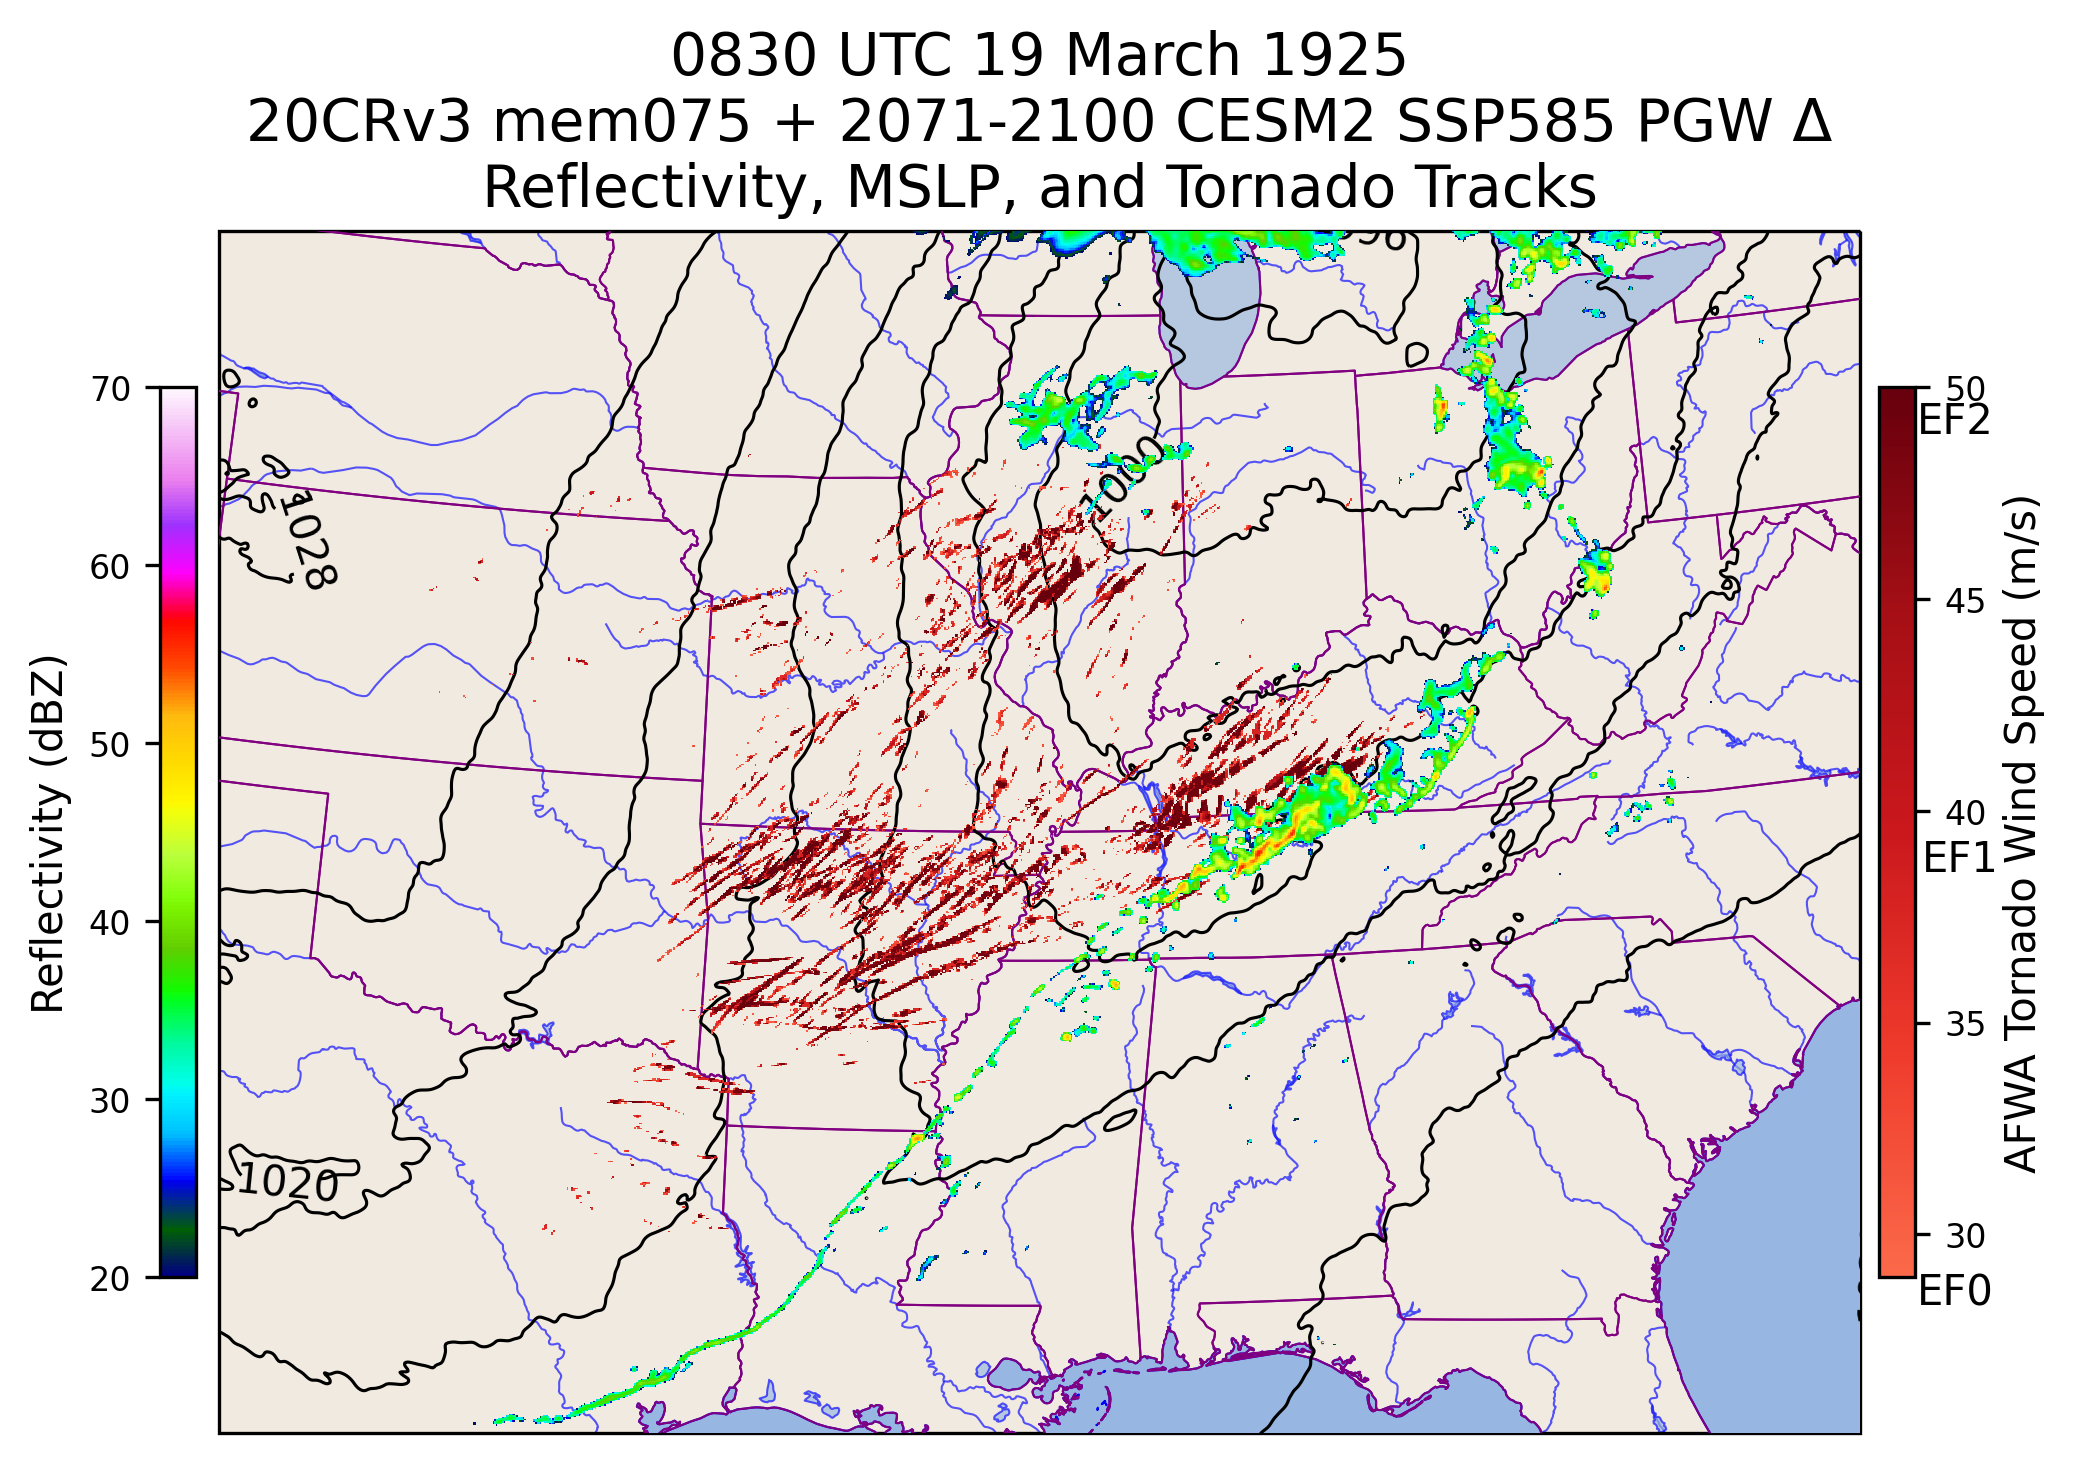 0830 UTC 19 March 1925
20CRv3 mem075 + 2071-2100 CESM2 SSP585 PGW Δ
Reflectivity, MSLP, and Tornado Tracks
Reflectivity (dBZ)
70
60
50
40
30
20
1028
1020
1000
50
EF2
45
40
EF1
35
30
EF0
AFWA Tornado Wind Speed (m/s)